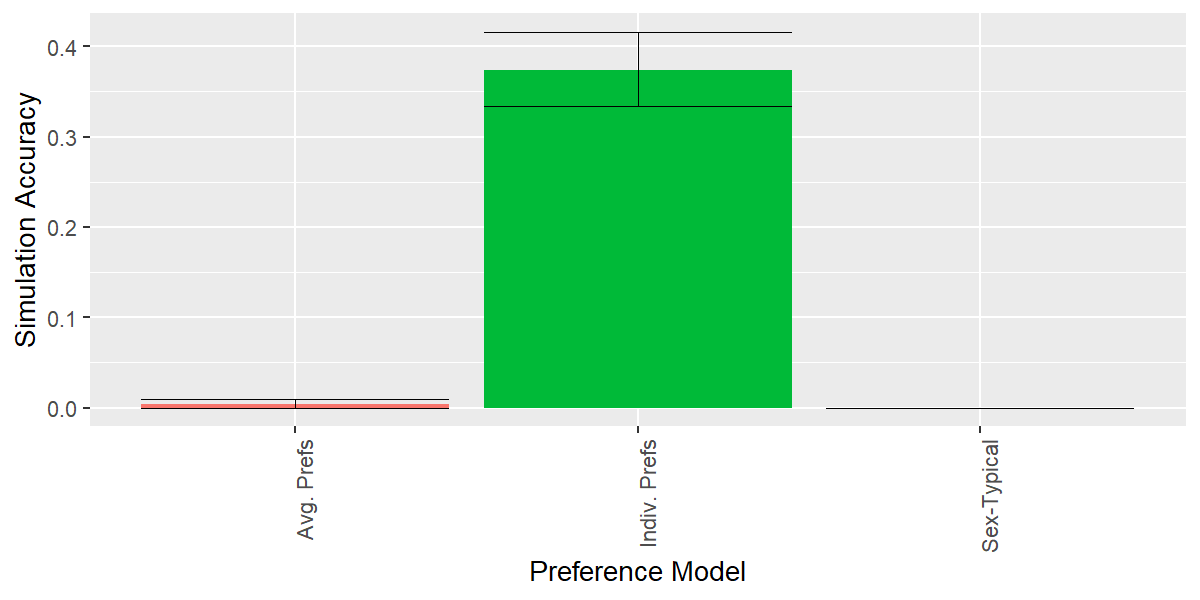 Simulation Accuracy
0.4
0.3
0.2
0.1
0.0
Avg. Prefs
Indiv. Prefs
Sex-Typical
Preference Model